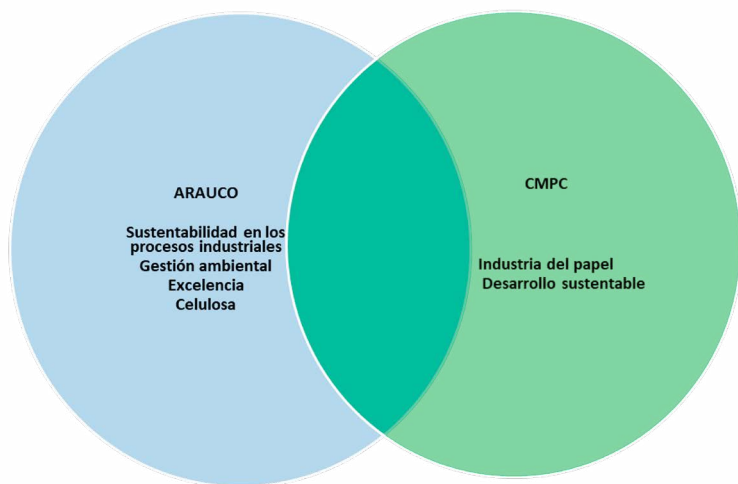 ARAUCO
Sustentabilidad en los
procesos industriales
Gestión ambiental
Excelencia
Celulosa
CMPC
Industria del papel
Desarrollo sustentable